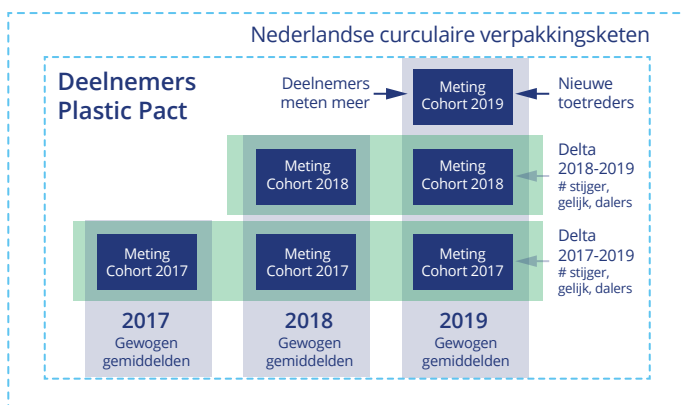 Nederlandse curculaire verpakkingsketen
Deelnemers
Plastic Pact
Deelnemers
meten meer
Meting
Cohort 2019
Nieuwe
toetreders
Meting
Cohort 2018
Meting
Cohort 2018
Delta
2018-2019
# stijger,
gelijk, dalers
Meting
Cohort 2017
Meting
Cohort 2017
Meting
Cohort 2017
Delta
2017-2019
# stijger,
gelijk, dalers
2017
Gewogen
gemiddelden
2018
Gewogen
gemiddelden
2019
Gewogen
gemiddelden